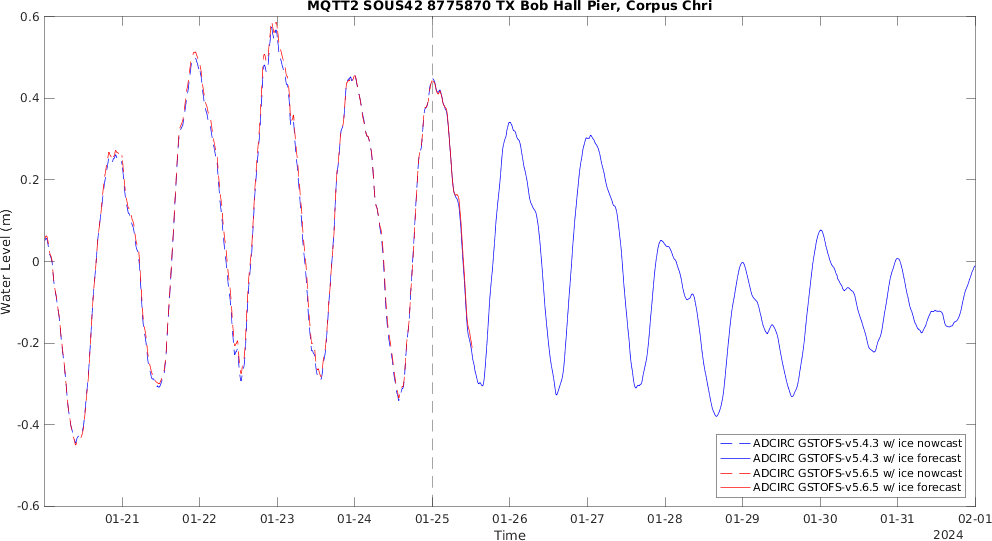 MQTT2 SOUS42 8775870 TX Bob Hall Pier, Corpus Chri
0.6
0.4
0.2
0
-0.2
-0.4
-0.6
Water Level (m)
01-21 01-22 01-23 01-24 01-25 01-26 01-27 01-28 01-29 01-30 01-31 02-01
Time
2024
ADCIRC GSTOFS-v5.4.3 w/ ice nowcast
ADCIRC GSTOFS-v5.4.3 w/ ice forecast
ADCIRC GSTOFS-v5.6.5 w/ ice nowcast
ADCIRC GSTOFS-v5.6.5 w/ ice forecast